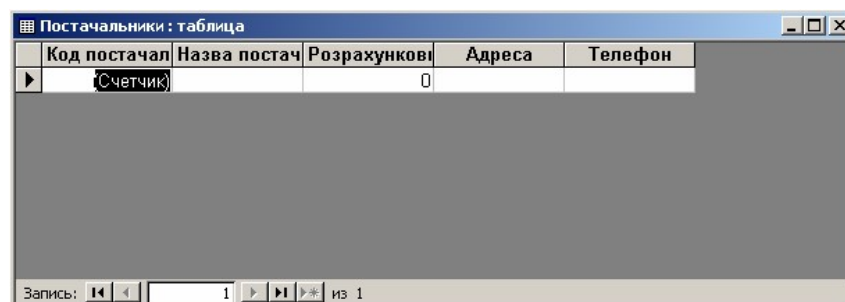 Постачальники : таблица
Код постачал Назва постач Розрахункові Адреса Телефон
(Счетчик) 0
Запись: 1 из 1